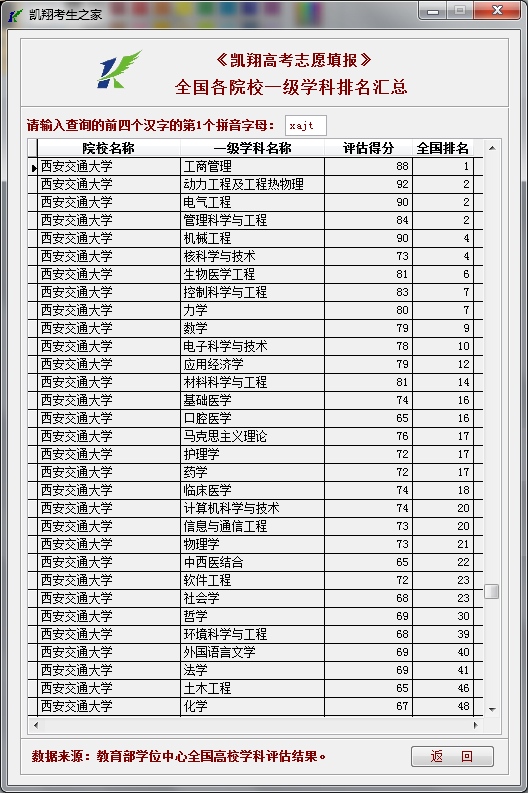 凯翔考生之家
《凯翔高考志愿填报》
全国各院校一级学科排名汇总
请输入查询的前四个汉字的第1个拼音字母： xajt
院校名称 一级学科名称 评估得分 全国排名
西安交通大学 工商管理 88 1
西安交通大学 动力工程及工程热物理 92 2
西安交通大学 电气工程 90 2
西安交通大学 管理科学与工程 84 2
西安交通大学 机械工程 90 4
西安交通大学 核科学与技术 73 4
西安交通大学 生物医学工程 81 6
西安交通大学 控制科学与工程 83 7
西安交通大学 力学 80 7
西安交通大学 数学 79 9
西安交通大学 电子科学与技术 78 10
西安交通大学 应用经济学 79 12
西安交通大学 材料科学与工程 81 14
西安交通大学 基础医学 74 16
西安交通大学 口腔医学 65 16
西安交通大学 马克思主义理论 76 17
西安交通大学 护理学 72 17
西安交通大学 药学 72 17
西安交通大学 临床医学 74 18
西安交通大学 计算机科学与技术 74 20
西安交通大学 信息与通信工程 73 20
西安交通大学 物理学 73 21
西安交通大学 中西医结合 65 22
西安交通大学 软件工程 72 23
西安交通大学 社会学 68 23
西安交通大学 哲学 69 30
西安交通大学 环境科学与工程 68 39
西安交通大学 外国语言文学 69 40
西安交通大学 法学 69 41
西安交通大学 土木工程 65 46
西安交通大学 化学 67 48
数据来源：教育部学位中心全国高校学科评估结果。 返 回